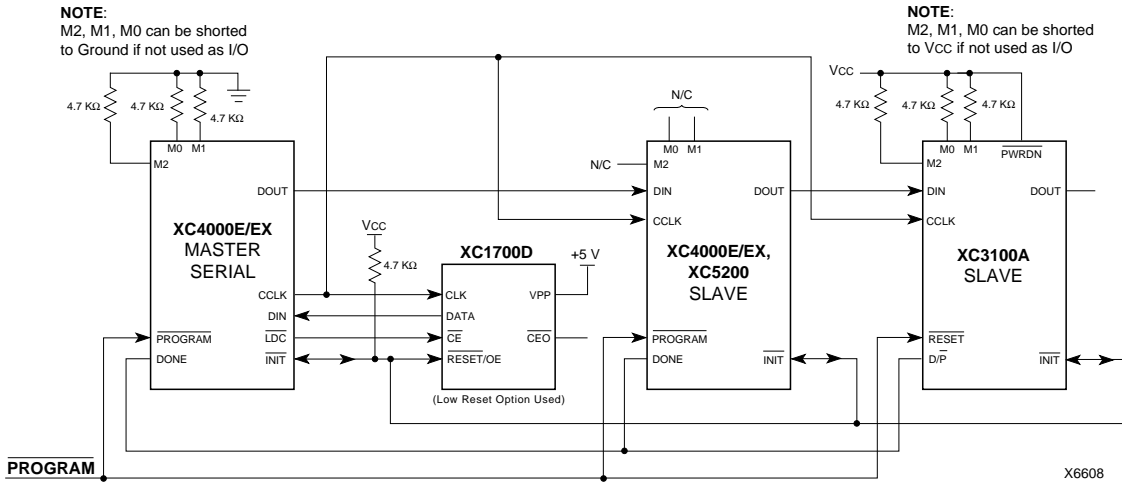 NOTE:
M2, M1, M0 can be shorted
to Ground if not used as I/O
NOTE:
M2, M1, M0 can be shorted
to VCC if not used as I/O
4.7 KΩ
4.7 KΩ
4.7 KΩ
M0 M1
M2
DOUT
XC4000E/EX
MASTER
SERIAL
CCLK
DIN
LDC
INIT
PROGRAM
DONE
VCC
4.7 KΩ
XC1700D
+5 V
CLK
VPP
DATA
CE
CEO
RESET/OE
(Low Reset Option Used)
N/C
M0 M1
N/C
M2
DIN
DOUT
CCLK
XC4000E/EX,
XC5200
SLAVE
PROGRAM
DONE
INIT
VCC
4.7 KΩ
4.7 KΩ
4.7 KΩ
M0 M1
PWRDN
M2
DIN
DOUT
CCLK
XC3100A
SLAVE
RESET
D/P
INIT
PROGRAM
X6608